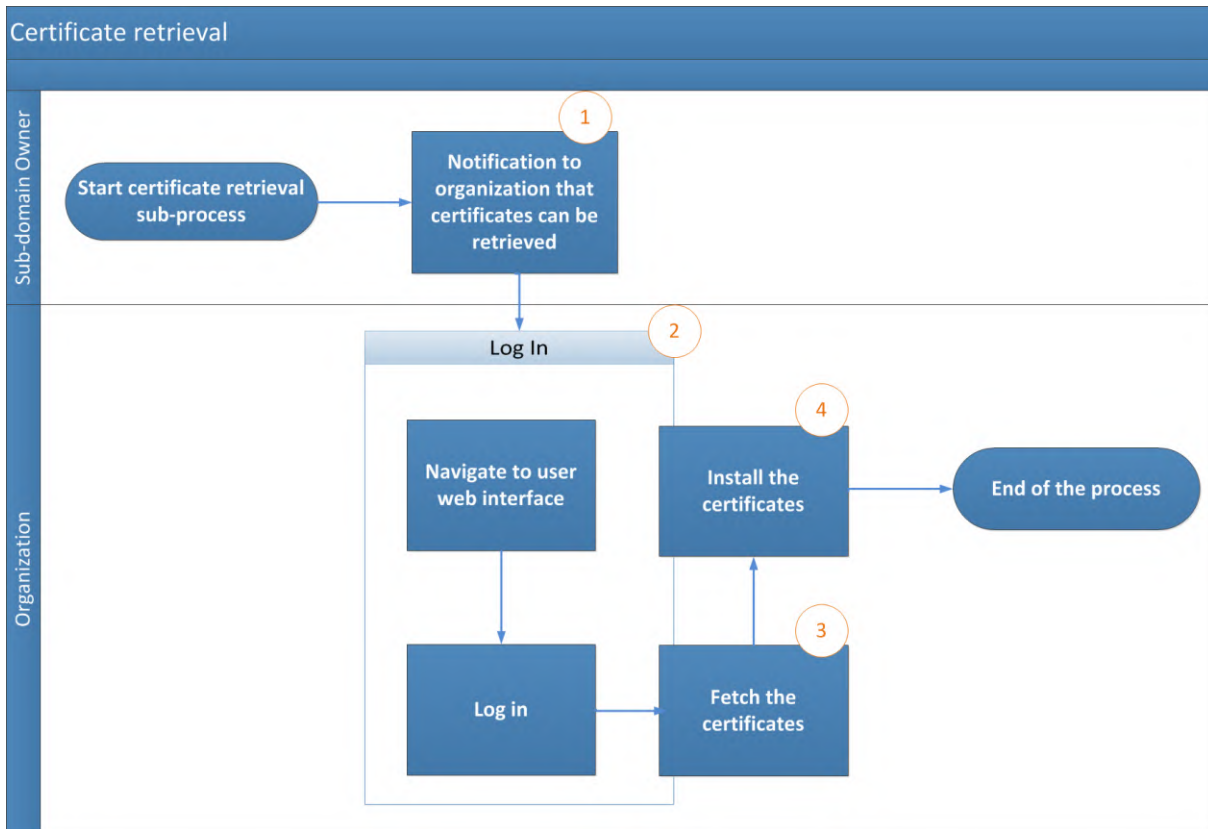 Certificate retrieval
Sub-domain Owner
1
Start certificate retrieval
sub-process
Notification to
organization that
certificates can be
retrieved
Organization
2
Log In
Navigate to user
web interface
Log in
3
Fetch the
certificates
4
Install the
certificates
End of the process